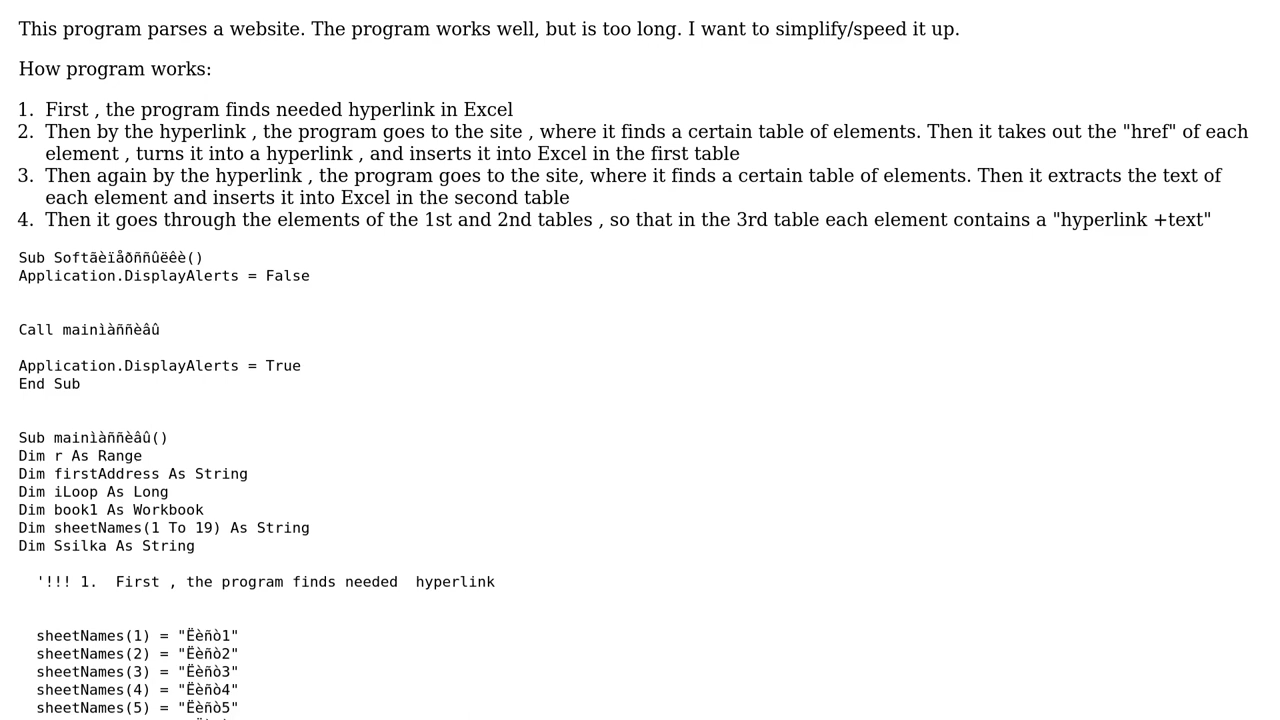 This program parses a website. The program works well, but is too long. I want to simplify/speed it up.
How program works:
1. First , the program finds needed hyperlink in Excel
2. Then by the hyperlink , the program goes to the site , where it finds a certain table of elements. Then it takes out the "href" of each
element , turns it into a hyperlink , and inserts it into Excel in the first table
3. Then again by the hyperlink , the program goes to the site, where it finds a certain table of elements. Then it extracts the text of
each element and inserts it into Excel in the second table
4. Then it goes through the elements of the 1st and 2nd tables , so that in the 3rd table each element contains a "hyperlink +text"
Sub Softãèïåðññûëêè()
Application.DisplayAlerts = False
Call mainìàññèâû
Application.DisplayAlerts = True
End Sub
Sub mainìàññèâû()
Dim r As Range
Dim firstAddress As String
Dim iLoop As Long
Dim book1 As Workbook
Dim sheetNames(1 To 19) As String
Dim Ssilka As String
'!!! 1.  First , the program finds needed  hyperlink
sheetNames(1) = "Ëèñò1"
sheetNames(2) = "Ëèñò2"
sheetNames(3) = "Ëèñò3"
sheetNames(4) = "Ëèñò4"
sheetNames(5) = "Ëèñò5"